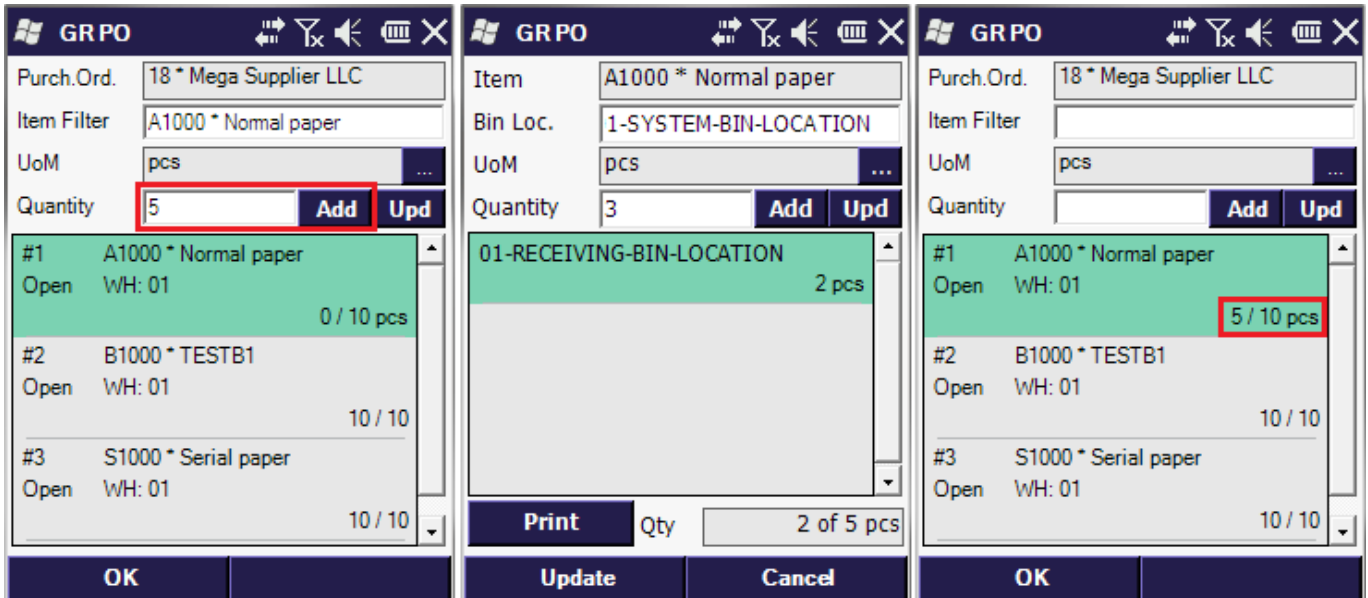 GR PO
Purch.Ord. 18 * Mega Supplier LLC
Item Filter A1000 * Normal paper
UoM pcs ...
Quantity 5 Add Upd
#1 A1000 * Normal paper
Open WH: 01
0 / 10 pcs
#2 B1000 * TESTB1
Open WH: 01
10 / 10
#3 S1000 * Serial paper
Open WH: 01
10 / 10
OK
GR PO
Item A1000 * Normal paper
Bin Loc. 1-SYSTEM-BIN-LOCATION
UoM pcs ...
Quantity 3 Add Upd
01-RECEIVING-BIN-LOCATION
2 pcs
Print Qty 2 of 5 pcs
Update Cancel
GR PO
Purch.Ord. 18 * Mega Supplier LLC
Item Filter
UoM pcs ...
Quantity Add Upd
#1 A1000 * Normal paper
Open WH: 01
5 / 10 pcs
#2 B1000 * TESTB1
Open WH: 01
10 / 10
#3 S1000 * Serial paper
Open WH: 01
10 / 10
OK